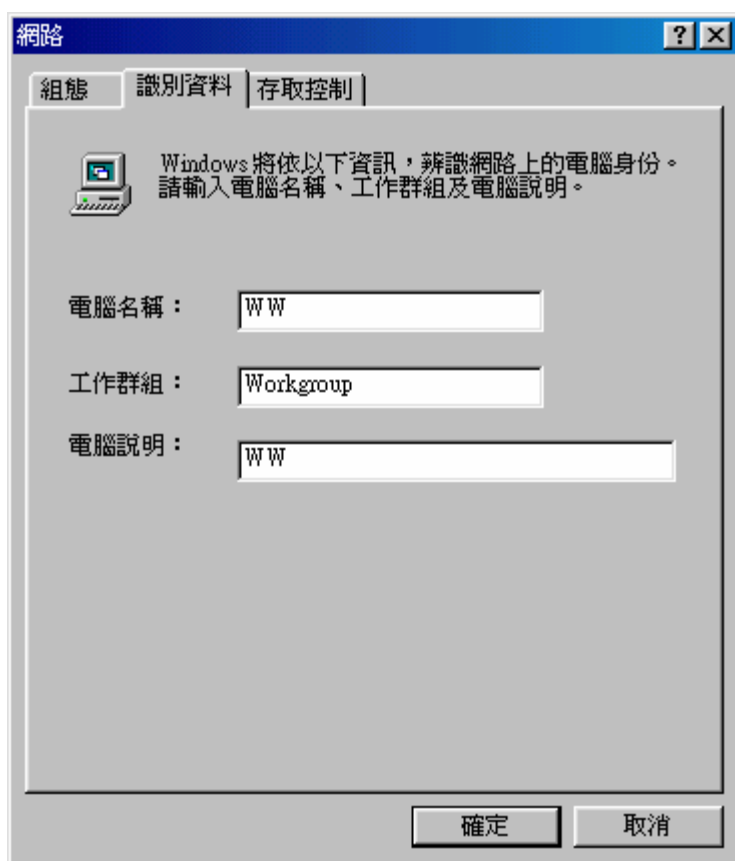 網路
組態 識別資料 存取控制
Windows 將依以下資訊，辨識網路上的電腦身份。
請輸入電腦名稱、工作群組及電腦說明。
電腦名稱： WW
工作群組： Workgroup
電腦說明： WW
確定 取消